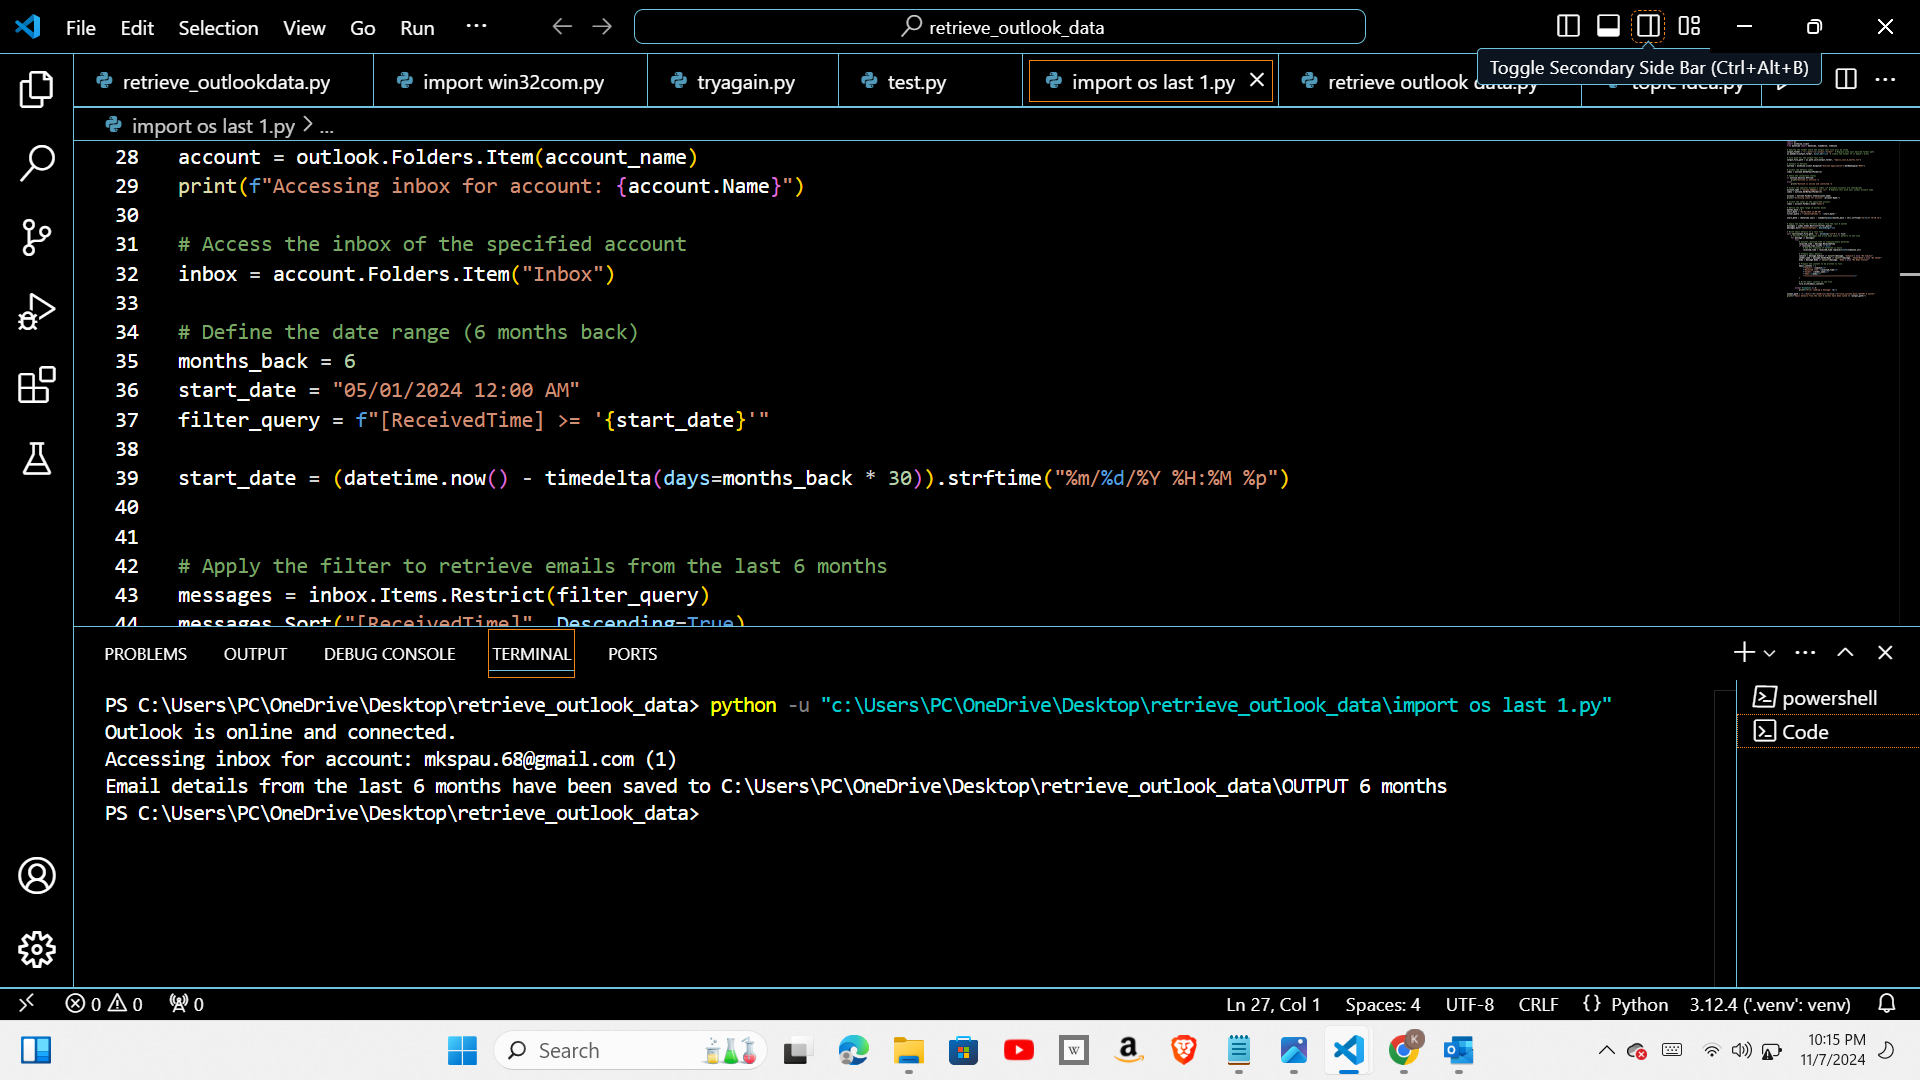 File Edit Selection View Go Run ···
retrieve_outlook_data
Toggle Secondary Side Bar (Ctrl+Alt+B)
retrieve_outlookdata.py import win32com.py tryagain.py test.py import os last 1.py retrieve outlook data.py topic idea.py
import os last 1.py > ...
28 account = outlook.Folders.Item(account_name)
29 print(f"Accessing inbox for account: {account.Name}")
30
31 # Access the inbox of the specified account
32 inbox = account.Folders.Item("Inbox")
33
34 # Define the date range (6 months back)
35 months_back = 6
36 start_date = "05/01/2024 12:00 AM"
37 filter_query = f"[ReceivedTime] >= '{start_date}'"
38
39 start_date = (datetime.now() - timedelta(days=months_back * 30)).strftime("%m/%d/%Y %H:%M %p")
40
41
42 # Apply the filter to retrieve emails from the last 6 months
43 messages = inbox.Items.Restrict(filter_query)
44 messages.Sort("[ReceivedTime]", Descending=True)
PROBLEMS OUTPUT DEBUG CONSOLE TERMINAL PORTS
PS C:\Users\PC\OneDrive\Desktop\retrieve_outlook_data> python -u "c:\Users\PC\OneDrive\Desktop\retrieve_outlook_data\import os last 1.py"
Outlook is online and connected.
Accessing inbox for account: mkspau.68@gmail.com (1)
Email details from the last 6 months have been saved to C:\Users\PC\OneDrive\Desktop\retrieve_outlook_data\OUTPUT 6 months
PS C:\Users\PC\OneDrive\Desktop\retrieve_outlook_data>
powershell
Code
0 0 0 Ln 27, Col 1 Spaces: 4 UTF-8 CRLF {} Python 3.12.4 ('.venv': venv)
Search
W
a
K
10:15 PM
11/7/2024